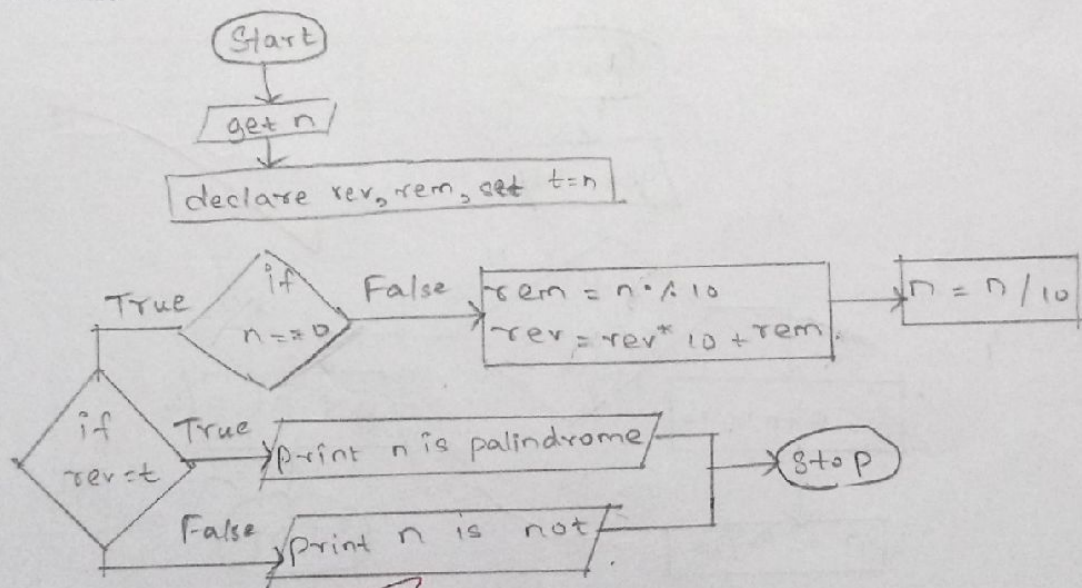 Start
get n
declare rev, rem, set t=n
if
n==0
True
False
rem = n % 10
rev = rev * 10 + rem
n = n / 10
if
rev=t
True
print n is palindrome
False
print n is not
Stop